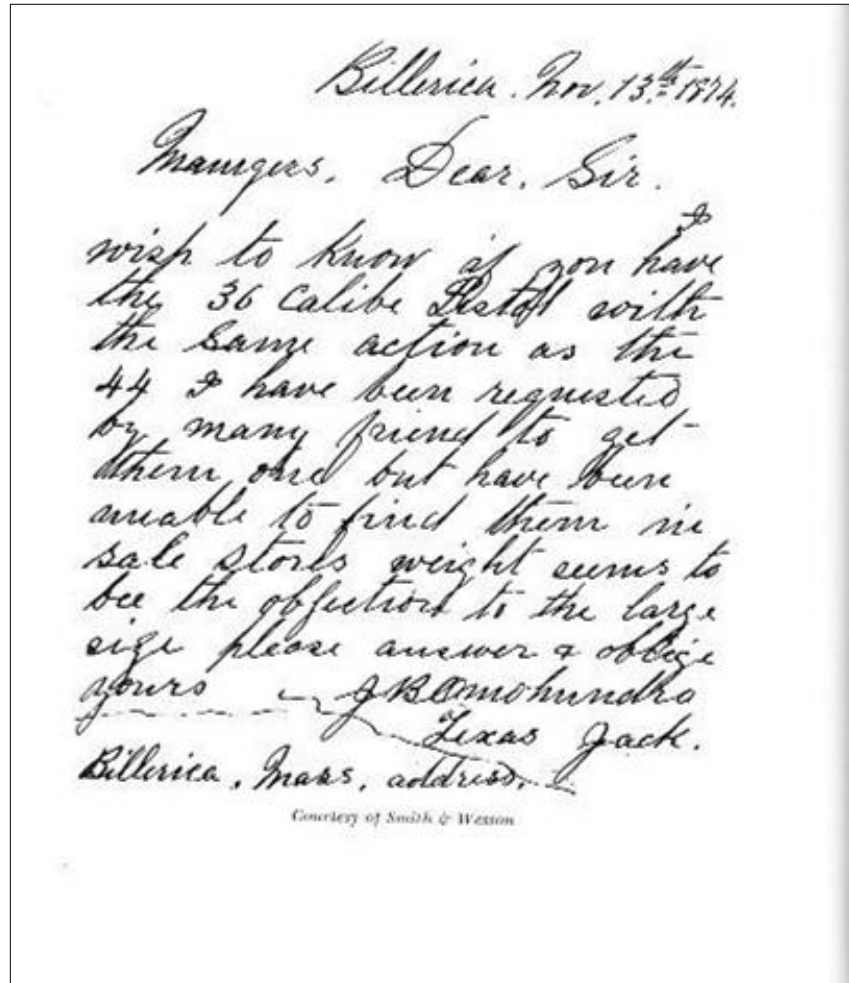 Billerica. Nov. 13th 1874.
Managers. Dear. Sir.
I
wish to know if you have
the 36 Calibe Pistol with
the same action as the
44 I have been requested
by many friend to get
them one but have been
unable to find them in
sale stores weight seems to
bee the objection to the large
size please answer & oblige
yours J B Omohundro
Texas Jack.
Billerica. Mass. address.
Courtesy of Smith & Wesson